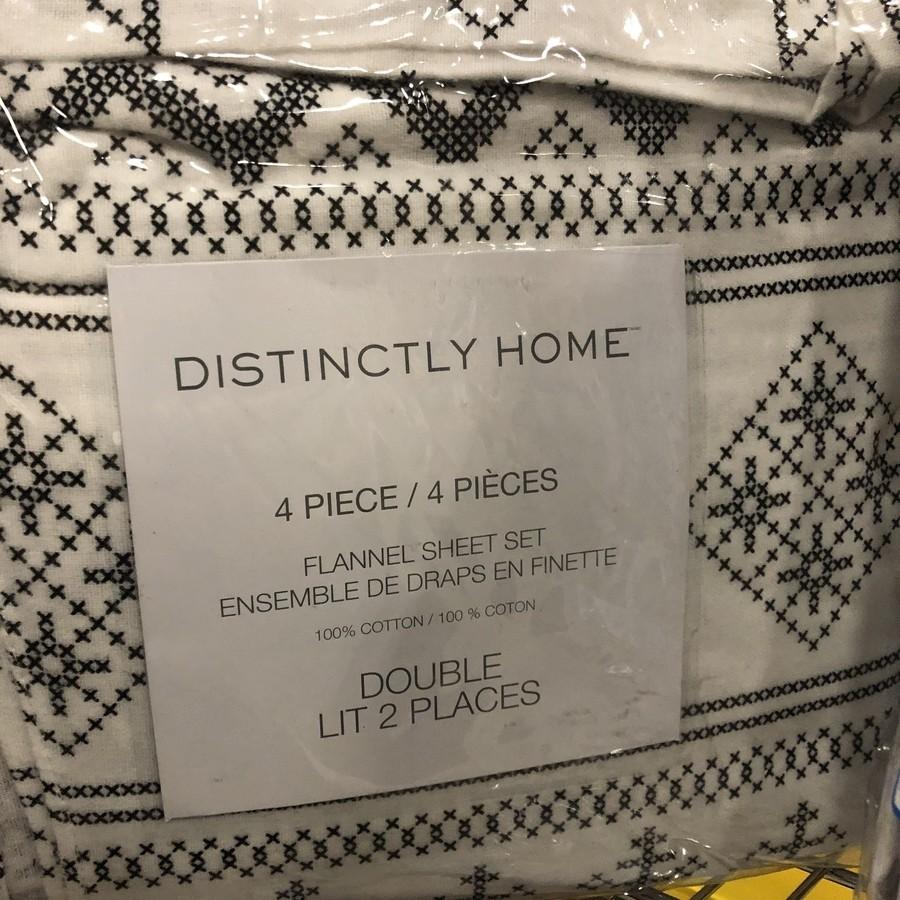 DISTINCTLY HOME™
4 PIECE / 4 PIÈCES
FLANNEL SHEET SET
ENSEMBLE DE DRAPS EN FINETTE
100% COTTON / 100 % COTON
DOUBLE
LIT 2 PLACES